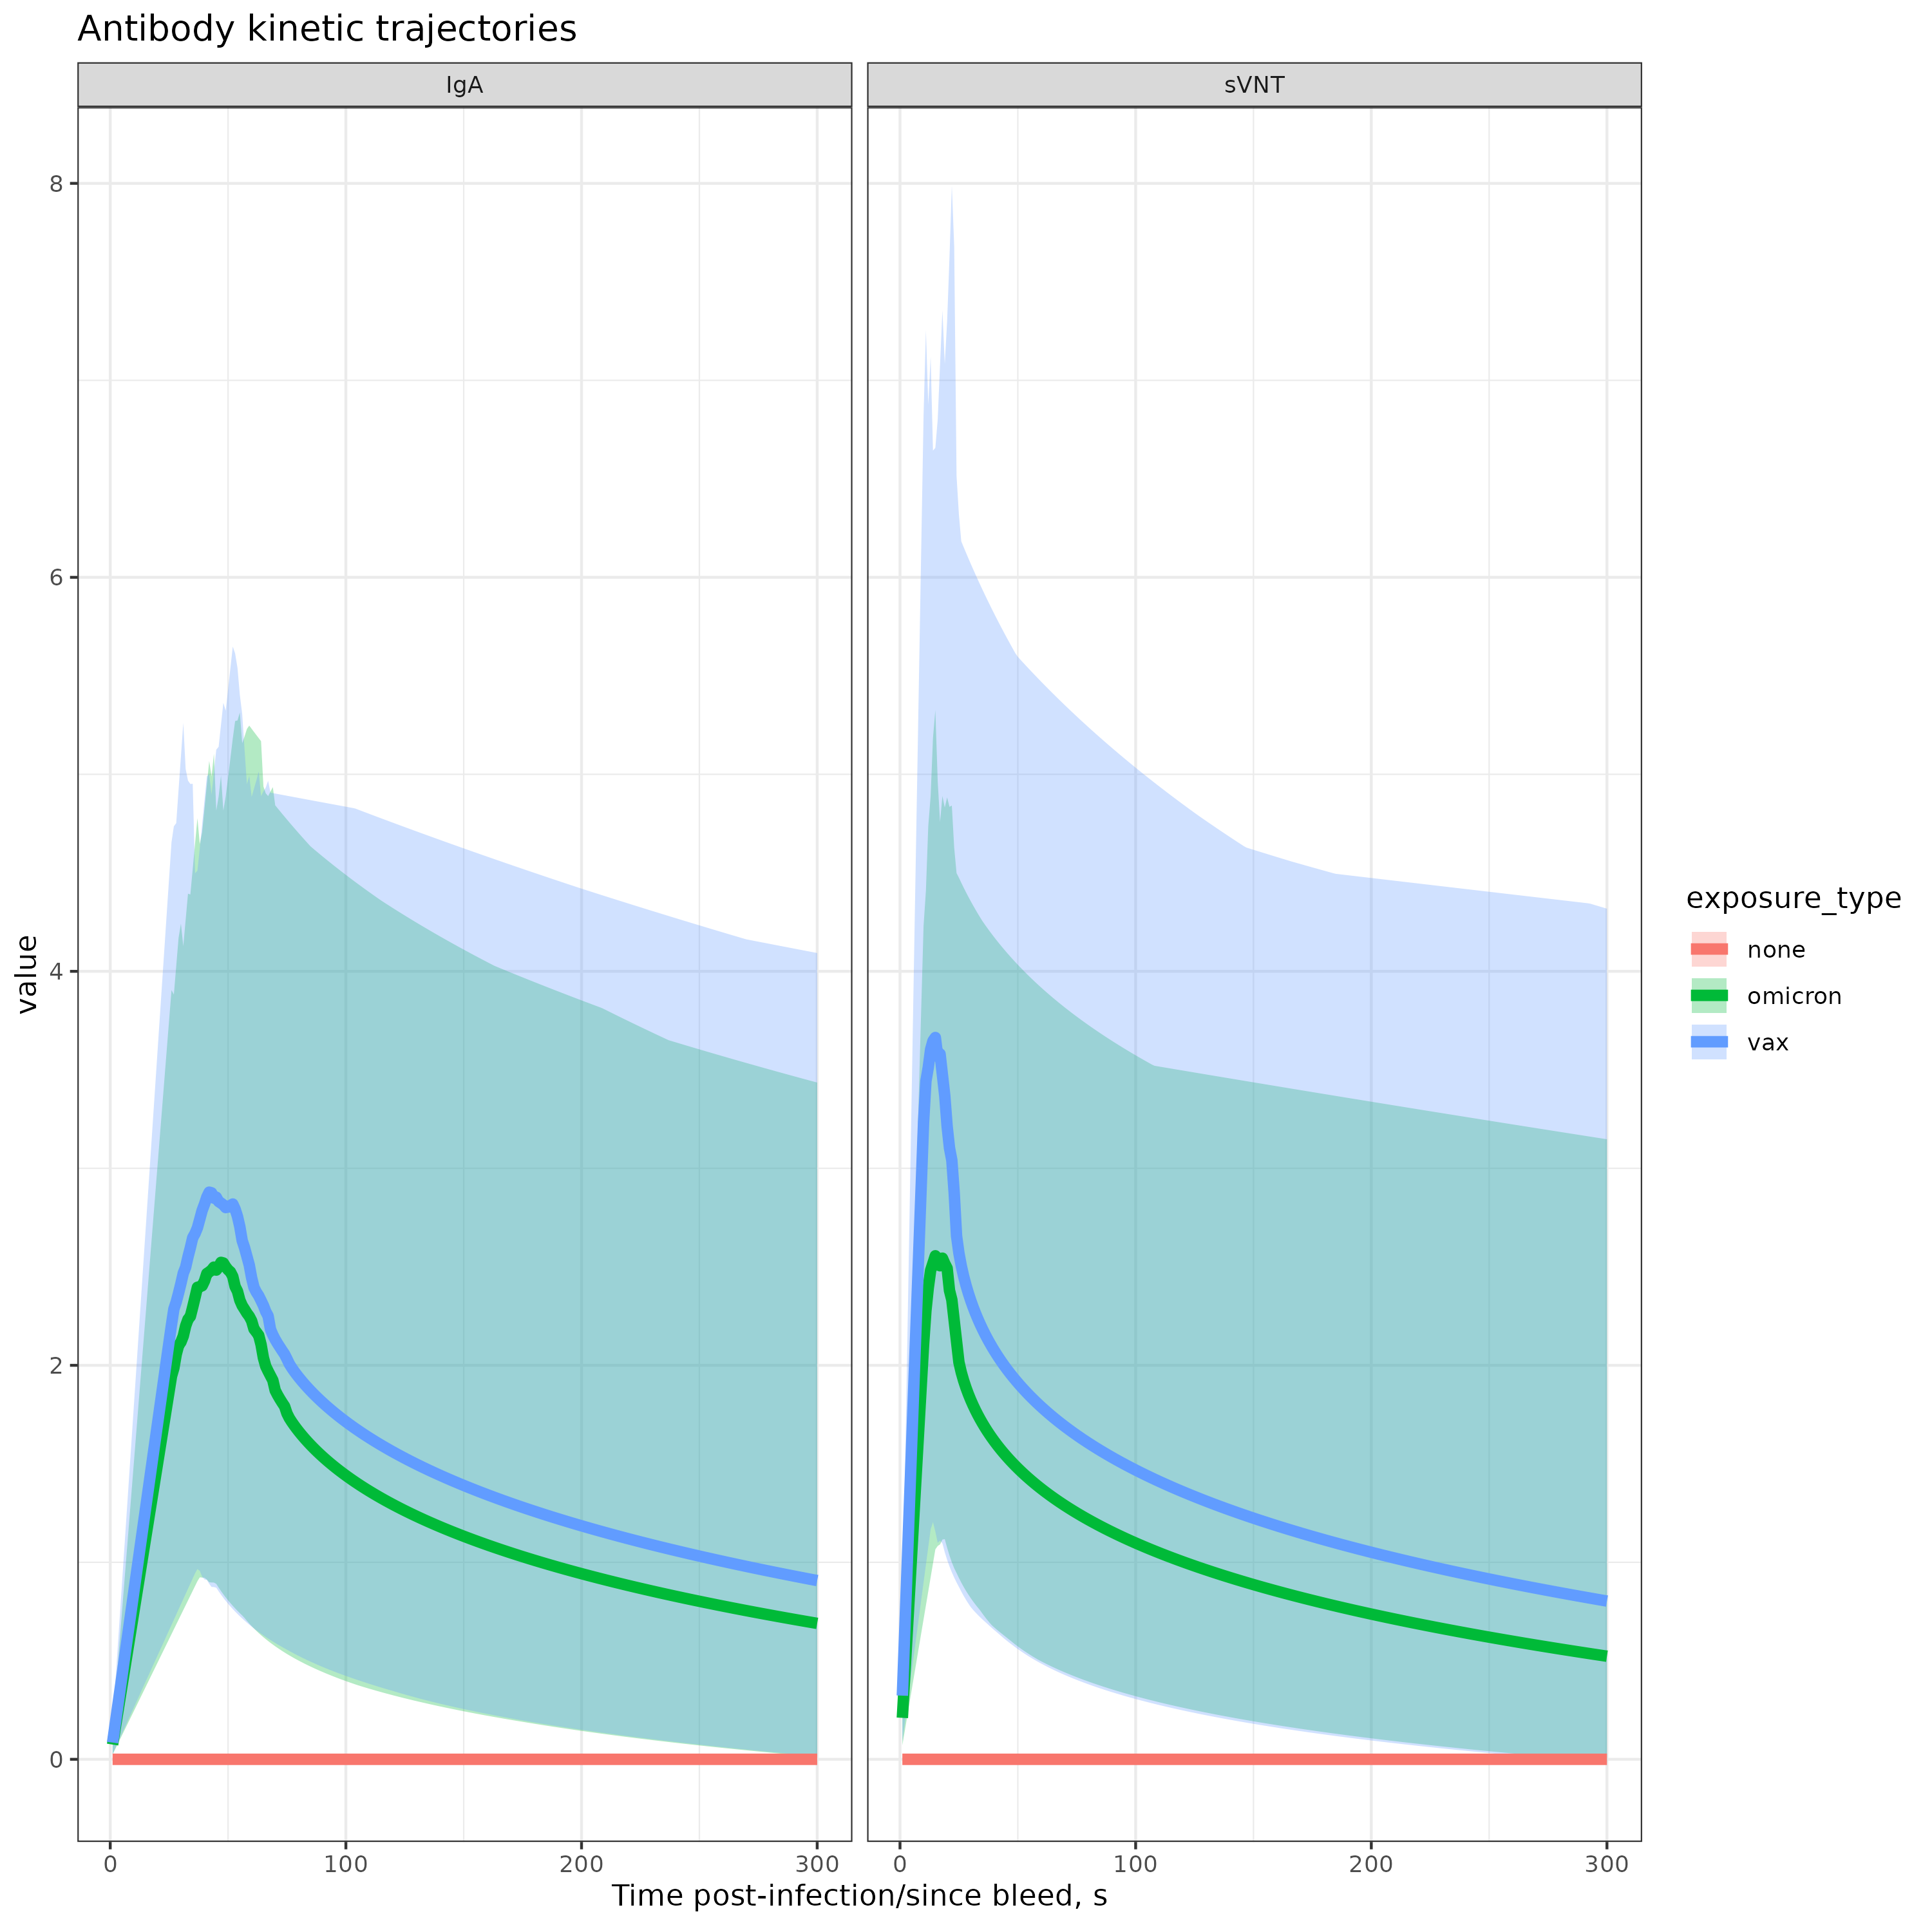 Antibody kinetic trajectories
IgA
sVNT
value
8
6
4
2
0
0
100
200
300
0
100
200
300
Time post-infection/since bleed, s
exposure_type
none
omicron
vax